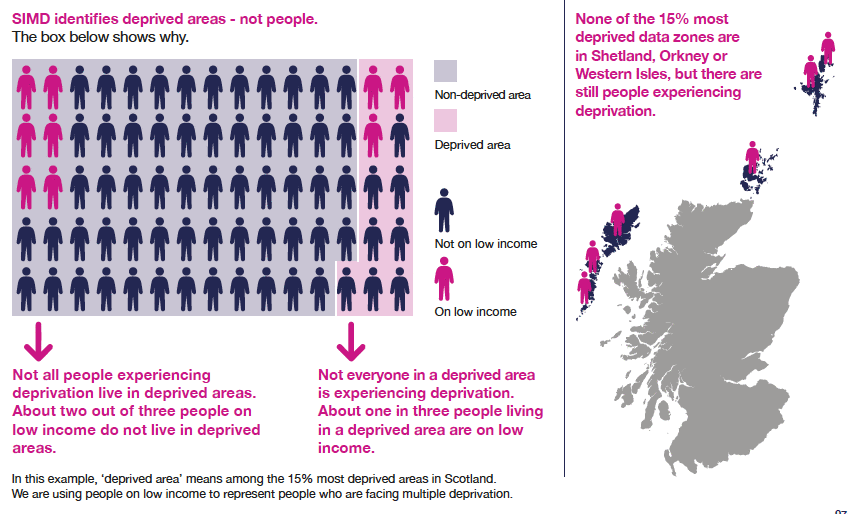 SIMD identifies deprived areas - not people.
The box below shows why.
Non-deprived area
Deprived area
Not on low income
On low income
Not all people experiencing
deprivation live in deprived areas.
About two out of three people on
low income do not live in deprived
areas.
Not everyone in a deprived area
is experiencing deprivation.
About one in three people living
in a deprived area are on low
income.
In this example, ‘deprived area’ means among the 15% most deprived areas in Scotland.
We are using people on low income to represent people who are facing multiple deprivation.
None of the 15% most
deprived data zones are
in Shetland, Orkney or
Western Isles, but there are
still people experiencing
deprivation.